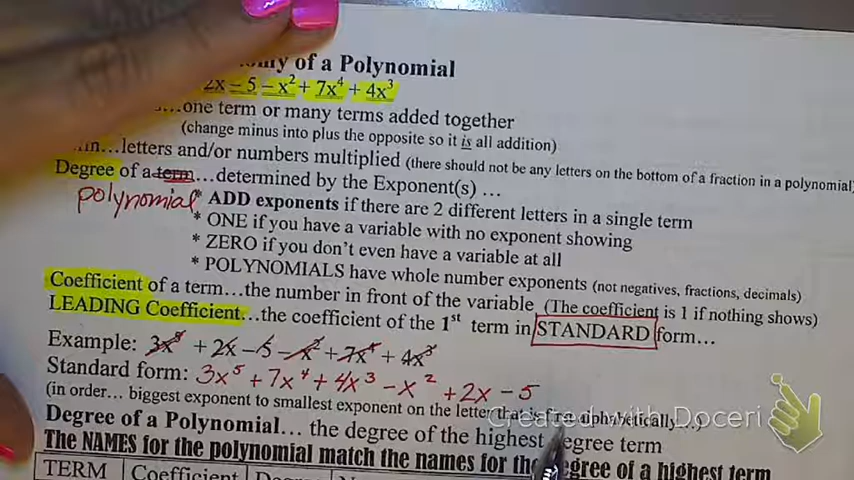 of a Polynomial
2x - 5 - x² + 7x⁴ + 4x³
...one term or many terms added together
(change minus into plus the opposite so it is all addition)
...letters and/or numbers multiplied (there should not be any letters on the bottom of a fraction in a polynomial)
Degree of a term...determined by the Exponent(s) ...
polynomial * ADD exponents if there are 2 different letters in a single term
* ONE if you have a variable with no exponent showing
* ZERO if you don't even have a variable at all
* POLYNOMIALS have whole number exponents (not negatives, fractions, decimals)
Coefficient of a term...the number in front of the variable (The coefficient is 1 if nothing shows)
LEADING Coefficient...the coefficient of the 1st term in STANDARD form...
Example: 3x⁵ + 2x - 5 - x² + 7x⁴ + 4x³
Standard form: 3x⁵ + 7x⁴ + 4x³ - x² + 2x - 5
(in order... biggest exponent to smallest exponent on the letter that is first alphabetically...)
Created with Doceri
Degree of a Polynomial... the degree of the highest degree term
The NAMES for the polynomial match the names for the degree of a highest term
TERM Coefficient